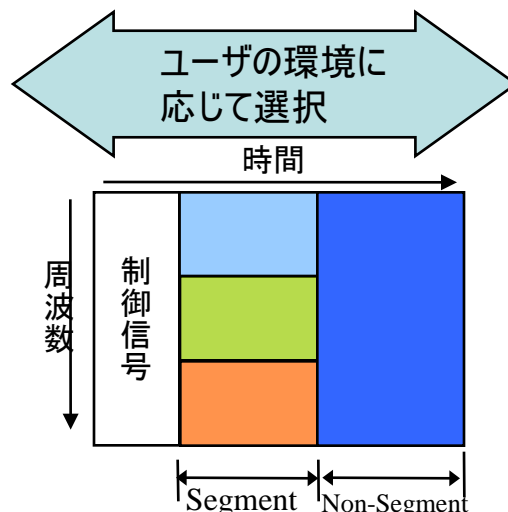 ユーザの環境に
応じて選択
時間
周波数
制御信号
Segment
Non-Segment